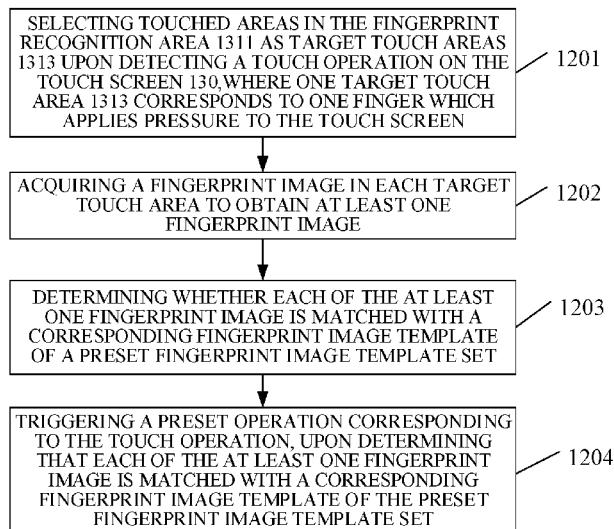 SELECTING TOUCHED AREAS IN THE FINGERPRINT
RECOGNITION AREA 1311 AS TARGET TOUCH AREAS
1313 UPON DETECTING A TOUCH OPERATION ON THE
TOUCH SCREEN 130,WHERE ONE TARGET TOUCH
AREA 1313 CORRESPONDS TO ONE FINGER WHICH
APPLIES PRESSURE TO THE TOUCH SCREEN
1201
ACQUIRING A FINGERPRINT IMAGE IN EACH TARGET
TOUCH AREA TO OBTAIN AT LEAST ONE
FINGERPRINT IMAGE
1202
DETERMINING WHETHER EACH OF THE AT LEAST
ONE FINGERPRINT IMAGE IS MATCHED WITH A
CORRESPONDING FINGERPRINT IMAGE TEMPLATE
OF A PRESET FINGERPRINT IMAGE TEMPLATE SET
1203
TRIGGERING A PRESET OPERATION CORRESPONDING
TO THE TOUCH OPERATION, UPON DETERMINING
THAT EACH OF THE AT LEAST ONE FINGERPRINT
IMAGE IS MATCHED WITH A CORRESPONDING
FINGERPRINT IMAGE TEMPLATE OF THE PRESET
FINGERPRINT IMAGE TEMPLATE SET
1204